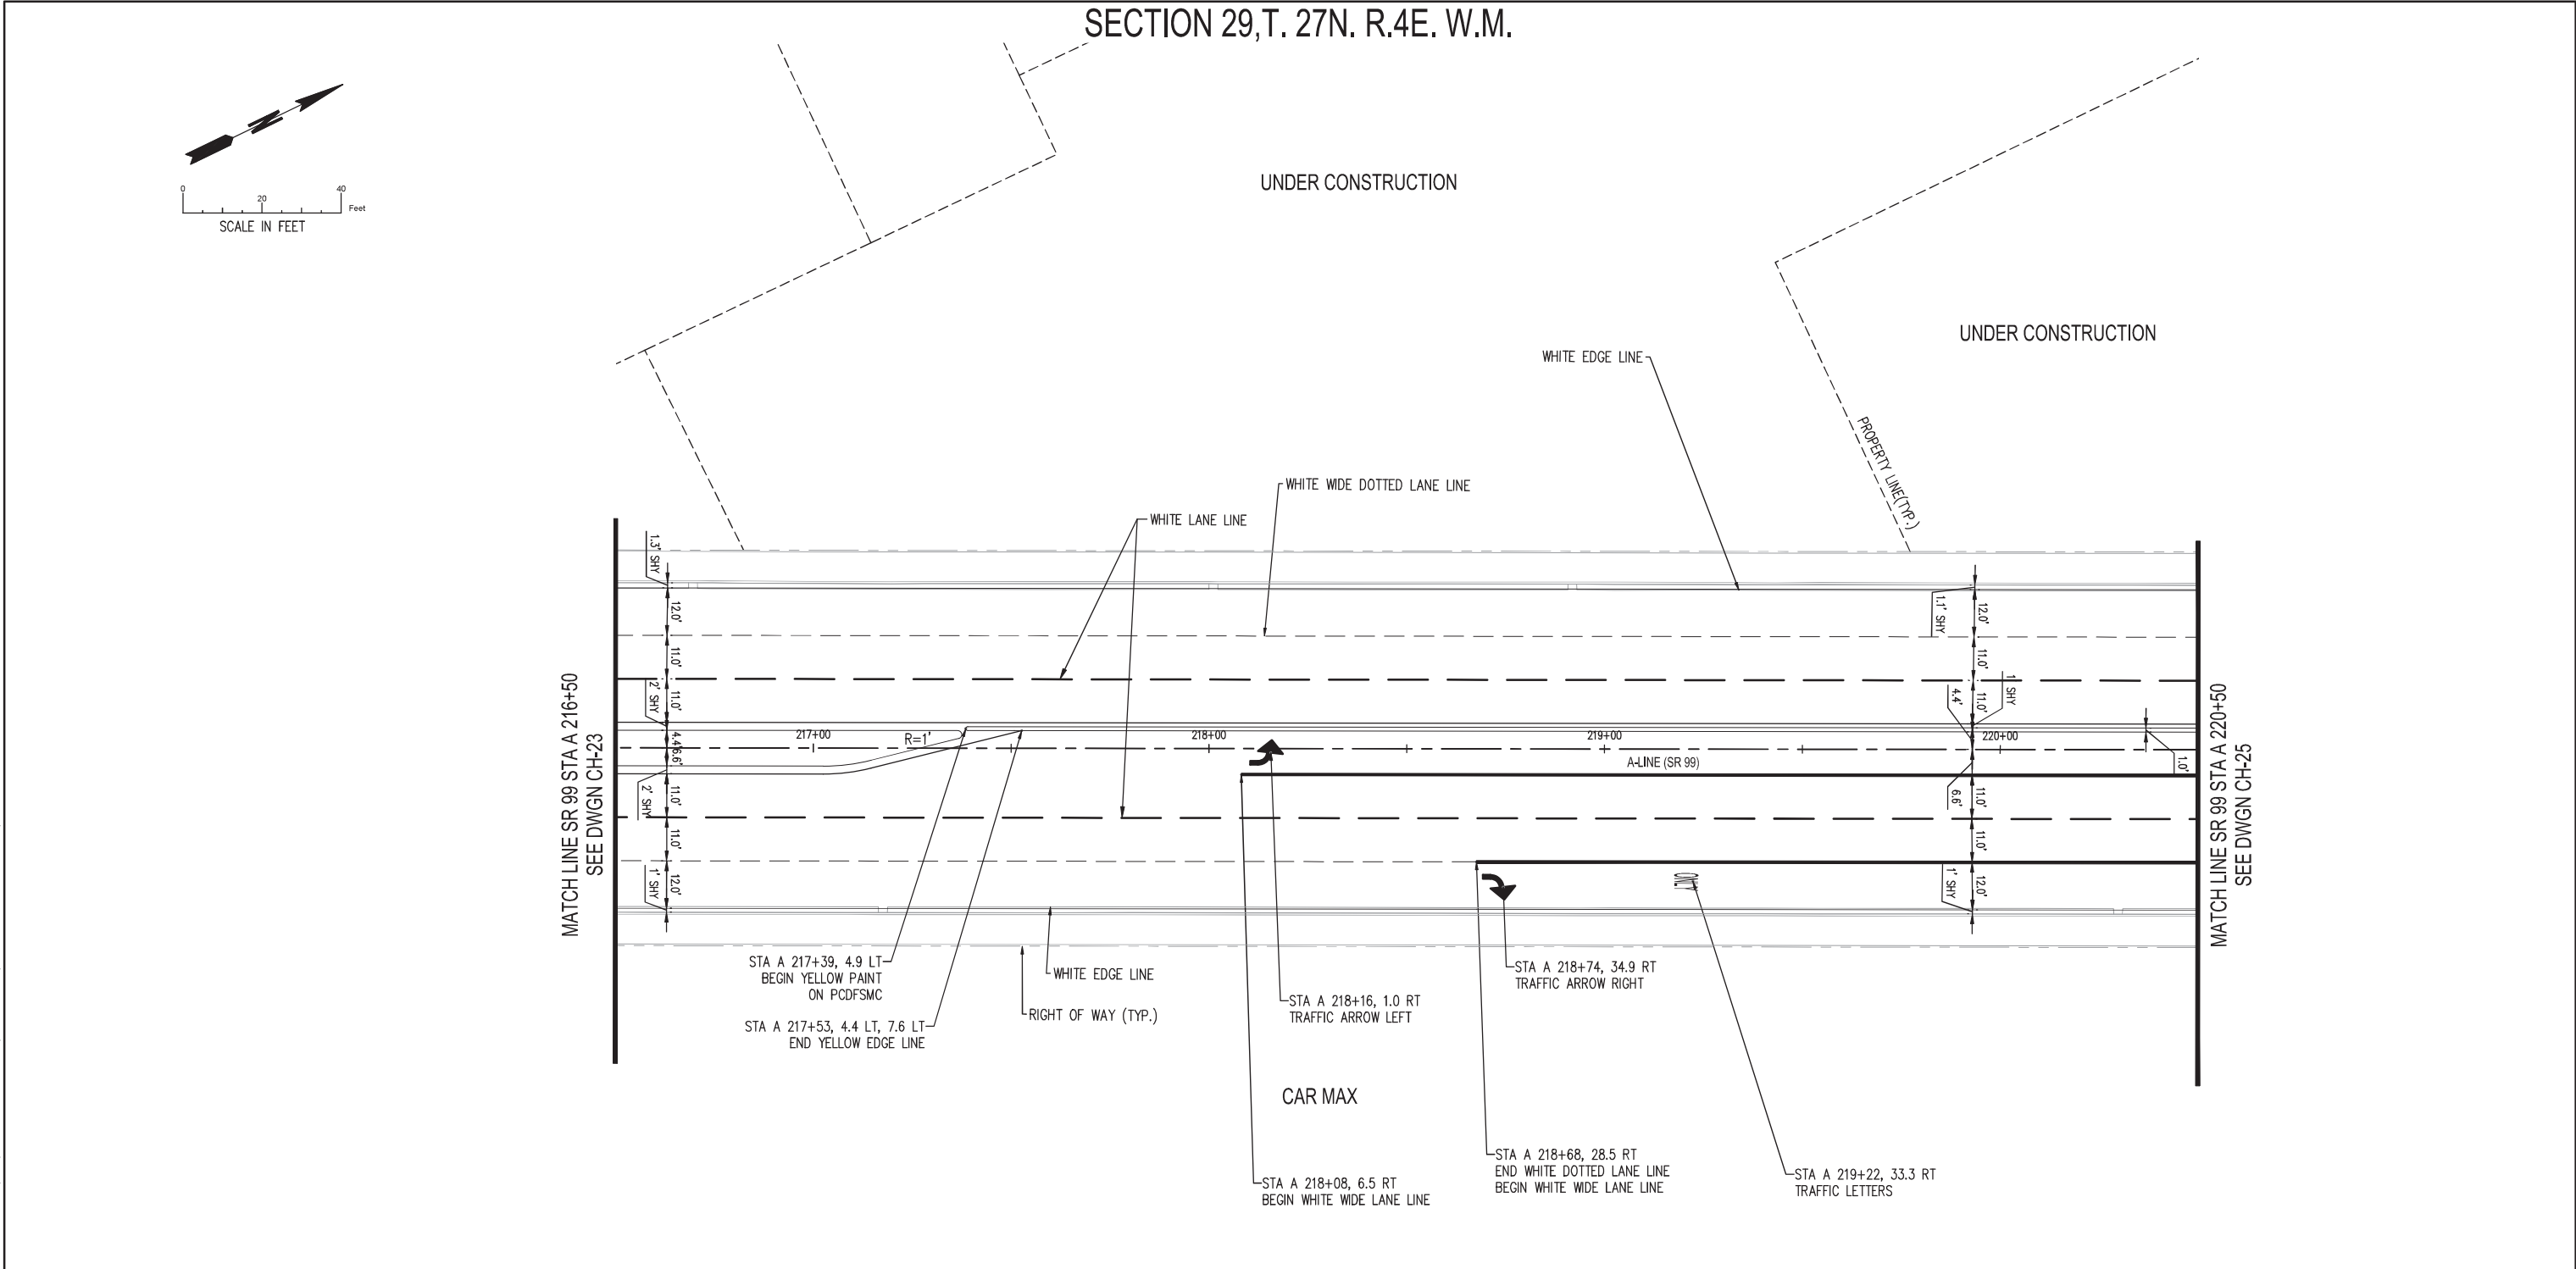 SECTION 29,T. 27N. R.4E. W.M.
N
0
20
40
Feet
SCALE IN FEET
UNDER CONSTRUCTION
UNDER CONSTRUCTION
WHITE EDGE LINE
PROPERTY LINE(TYP.)
WHITE WIDE DOTTED LANE LINE
WHITE LANE LINE
MATCH LINE SR 99 STA A 216+50
SEE DWGN CH-23
1.3' SHY
12.0'
11.0'
2' SHY
11.0'
4.4'
6.6'
2' SHY
11.0'
11.0'
1' SHY
12.0'
217+00
R=1'
218+00
219+00
220+00
A-LINE (SR 99)
1.1' SHY
12.0'
11.0'
1' SHY
4.4'
11.0'
1.0'
6.6'
11.0'
11.0'
1' SHY
12.0'
ONLY
MATCH LINE SR 99 STA A 220+50
SEE DWGN CH-25
STA A 217+39, 4.9 LT
BEGIN YELLOW PAINT
ON PCDFSMC
STA A 217+53, 4.4 LT, 7.6 LT
END YELLOW EDGE LINE
WHITE EDGE LINE
RIGHT OF WAY (TYP.)
STA A 218+16, 1.0 RT
TRAFFIC ARROW LEFT
STA A 218+74, 34.9 RT
TRAFFIC ARROW RIGHT
CAR MAX
STA A 218+08, 6.5 RT
BEGIN WHITE WIDE LANE LINE
STA A 218+68, 28.5 RT
END WHITE DOTTED LANE LINE
BEGIN WHITE WIDE LANE LINE
STA A 219+22, 33.3 RT
TRAFFIC LETTERS